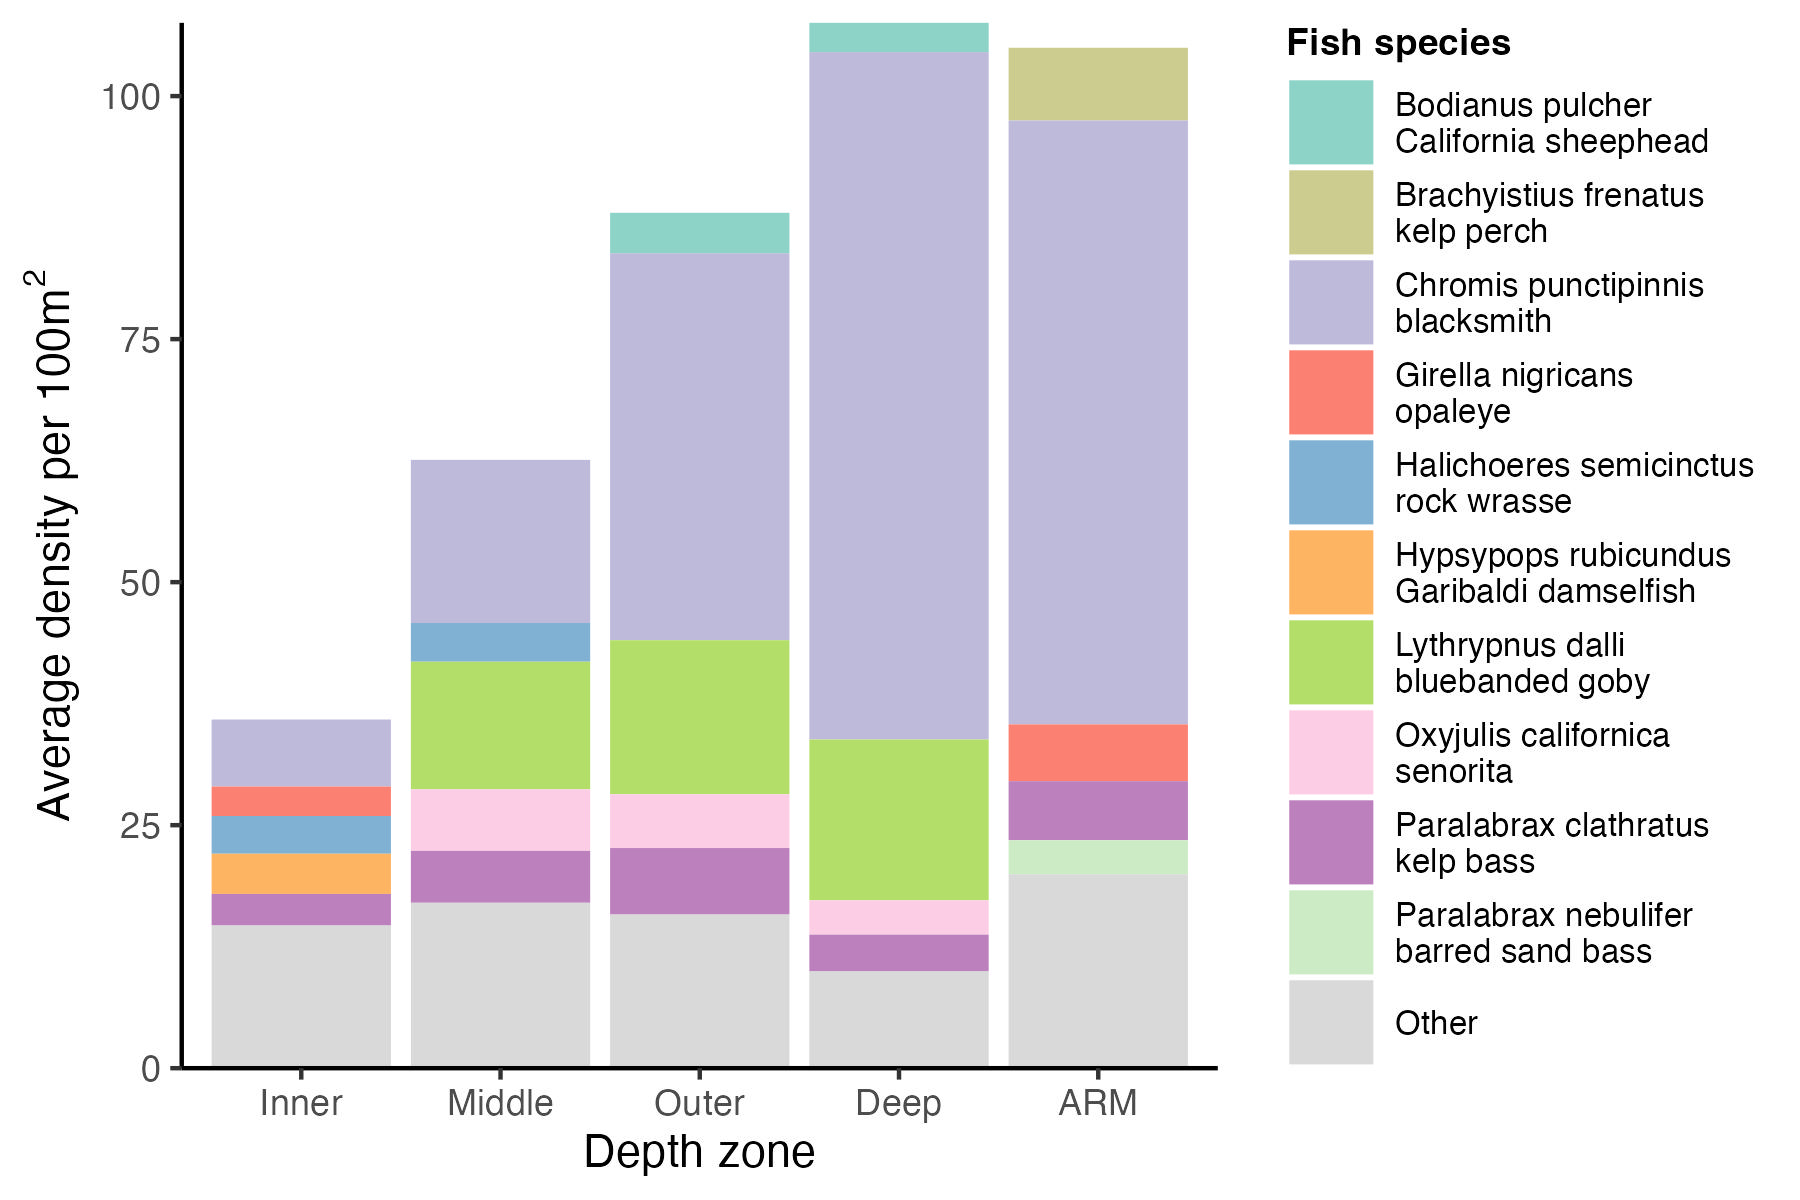 Fish species
Bodianus pulcher
California sheephead
Brachyistius frenatus
kelp perch
Chromis punctipinnis
blacksmith
Girella nigricans
opaleye
Halichoeres semicinctus
rock wrasse
Hypsypops rubicundus
Garibaldi damselfish
Lythrypnus dalli
bluebanded goby
Oxyjulis californica
senorita
Paralabrax clathratus
kelp bass
Paralabrax nebulifer
barred sand bass
Other
Average density per 100m²
100
75
50
25
0
Inner Middle Outer Deep ARM
Depth zone